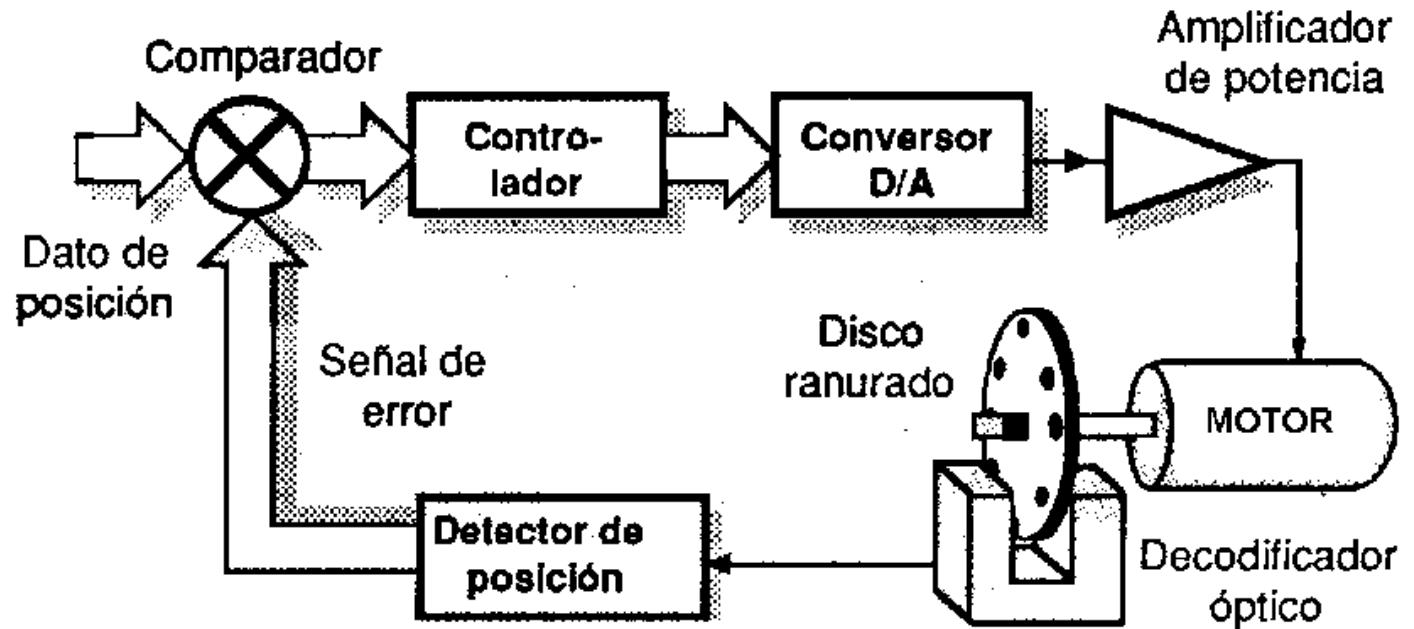 Amplificador
de potencia
Comparador
Contro-
lador
Conversor
D/A
Dato de
posición
Señal de
error
Disco
ranurado
MOTOR
Detector de
posición
Decodificador
óptico